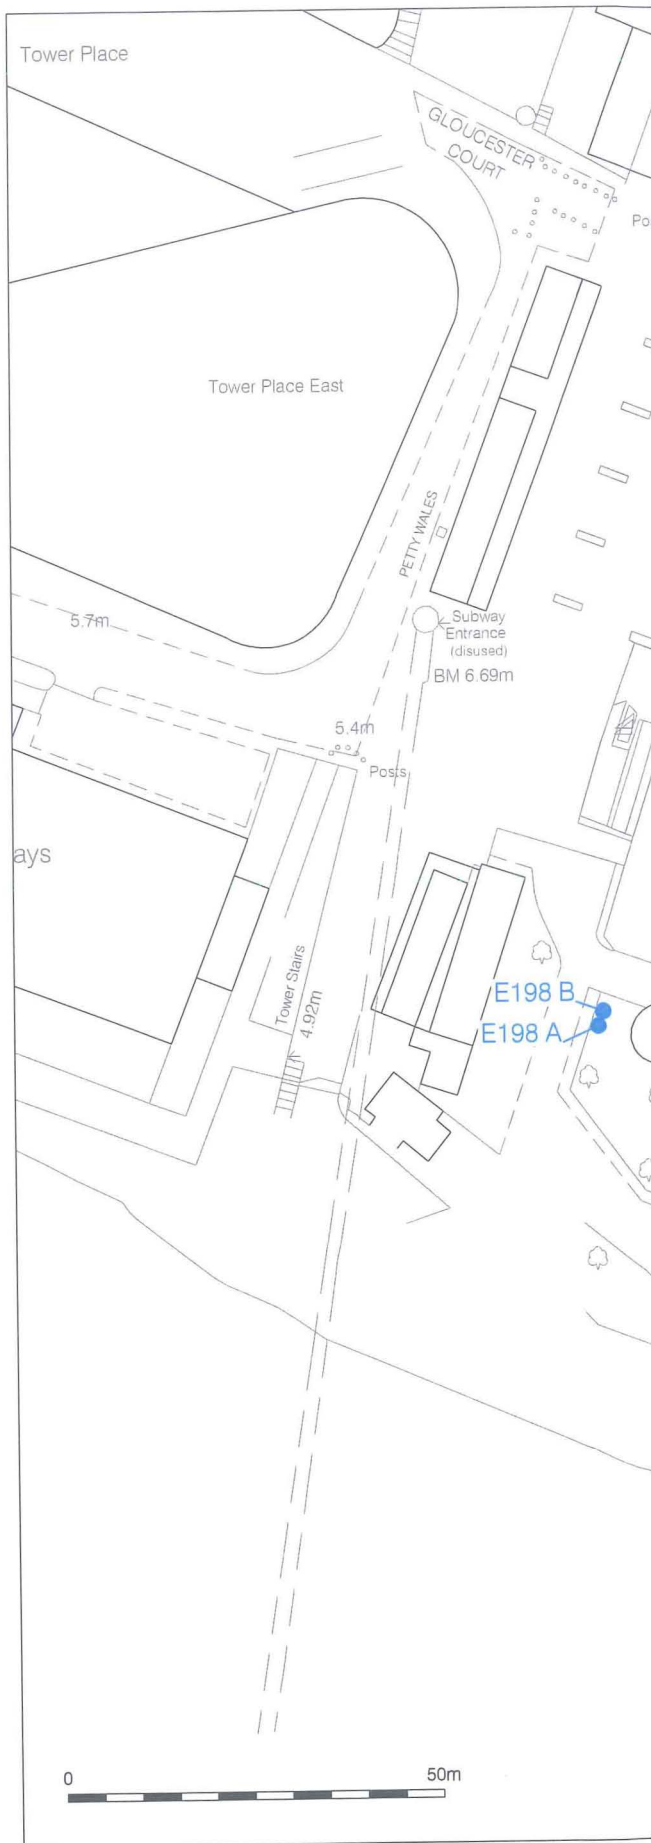 Tower Place
GLOUCESTER
COURT
Po
Tower Place East
PETTY WALES
Subway
Entrance
(disused)
5.7m
BM 6.69m
5.4m
Posts
ays
Tower Stairs
4.92m
E198 B
E198 A
0 50m